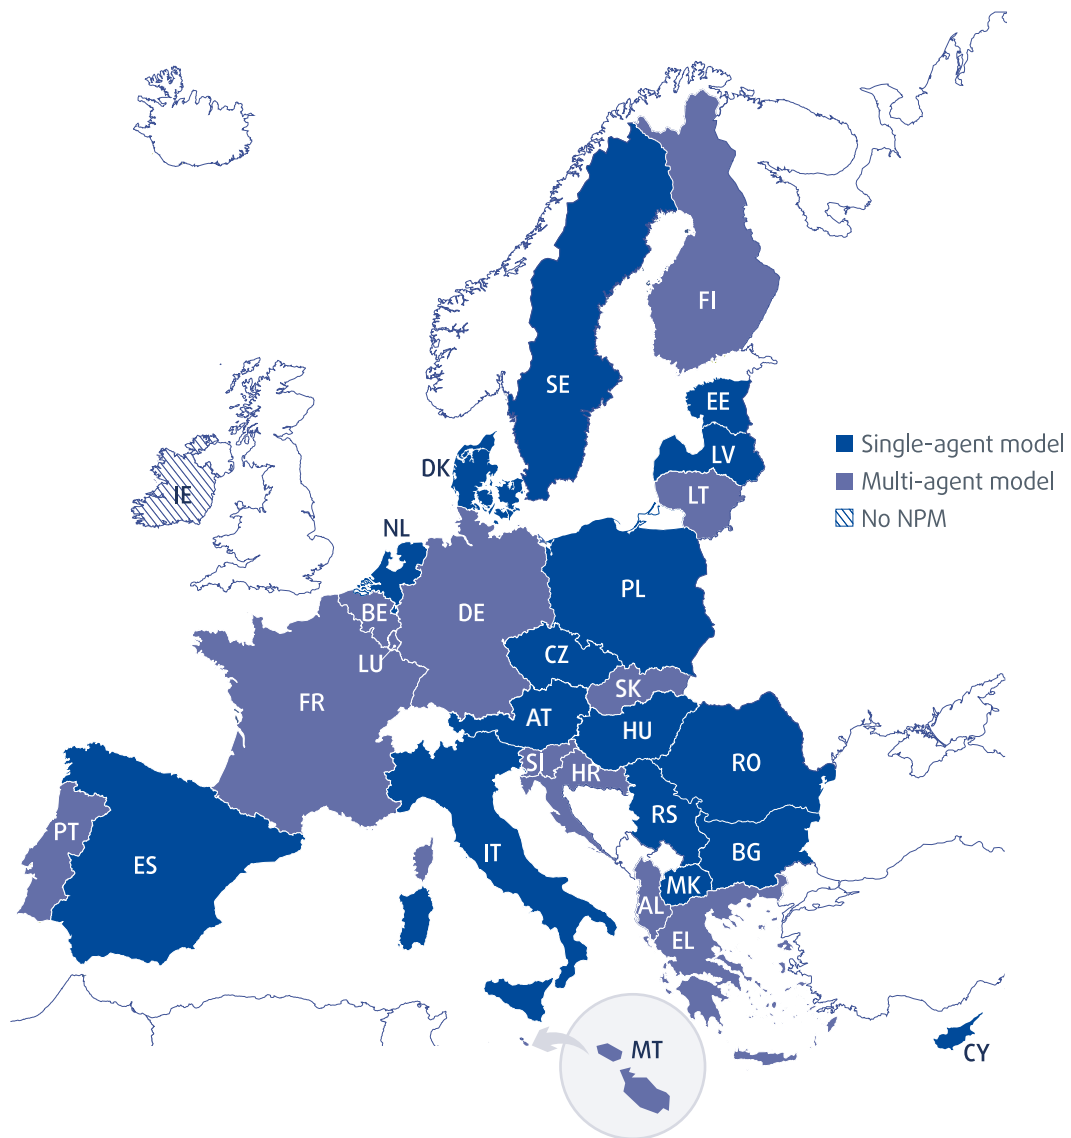 FI
SE
EE
Single-agent model
LV
DK
Multi-agent model
IE
LT
No NPM
NL
PL
BE
DE
CZ
LU
SK
FR
AT
HU
RO
SI
HR
RS
PT
BG
IT
ES
MK
AL
EL
MT
CY